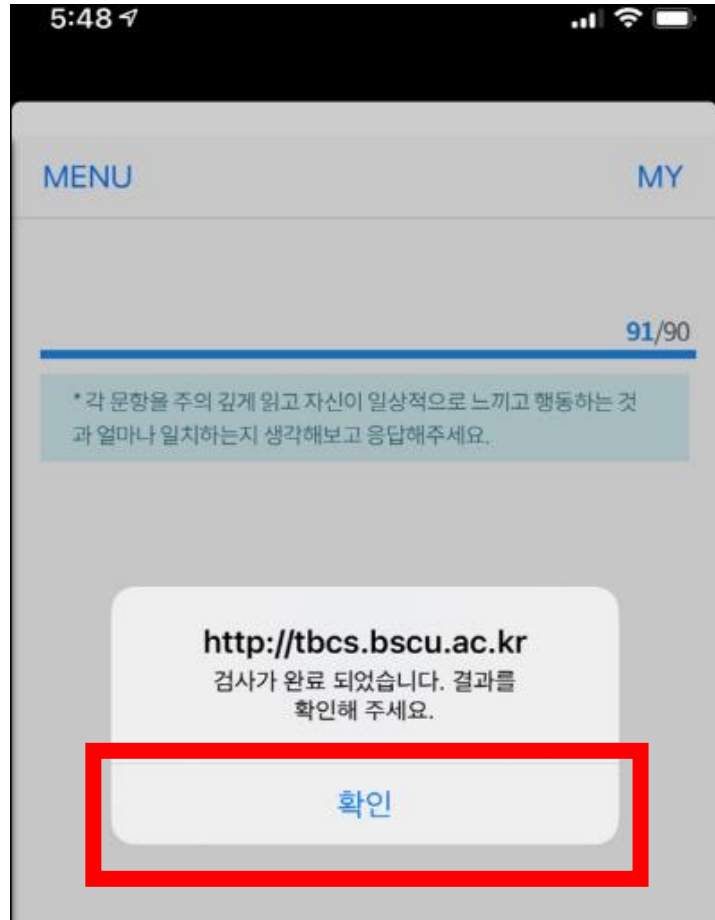 5:48
MENU
MY
91/90
* 각 문항을 주의 깊게 읽고 자신이 일상적으로 느끼고 행동하는 것
과 얼마나 일치하는지 생각해보고 응답해주세요.
http://tbcs.bscu.ac.kr
검사가 완료 되었습니다. 결과를
확인해 주세요.
확인